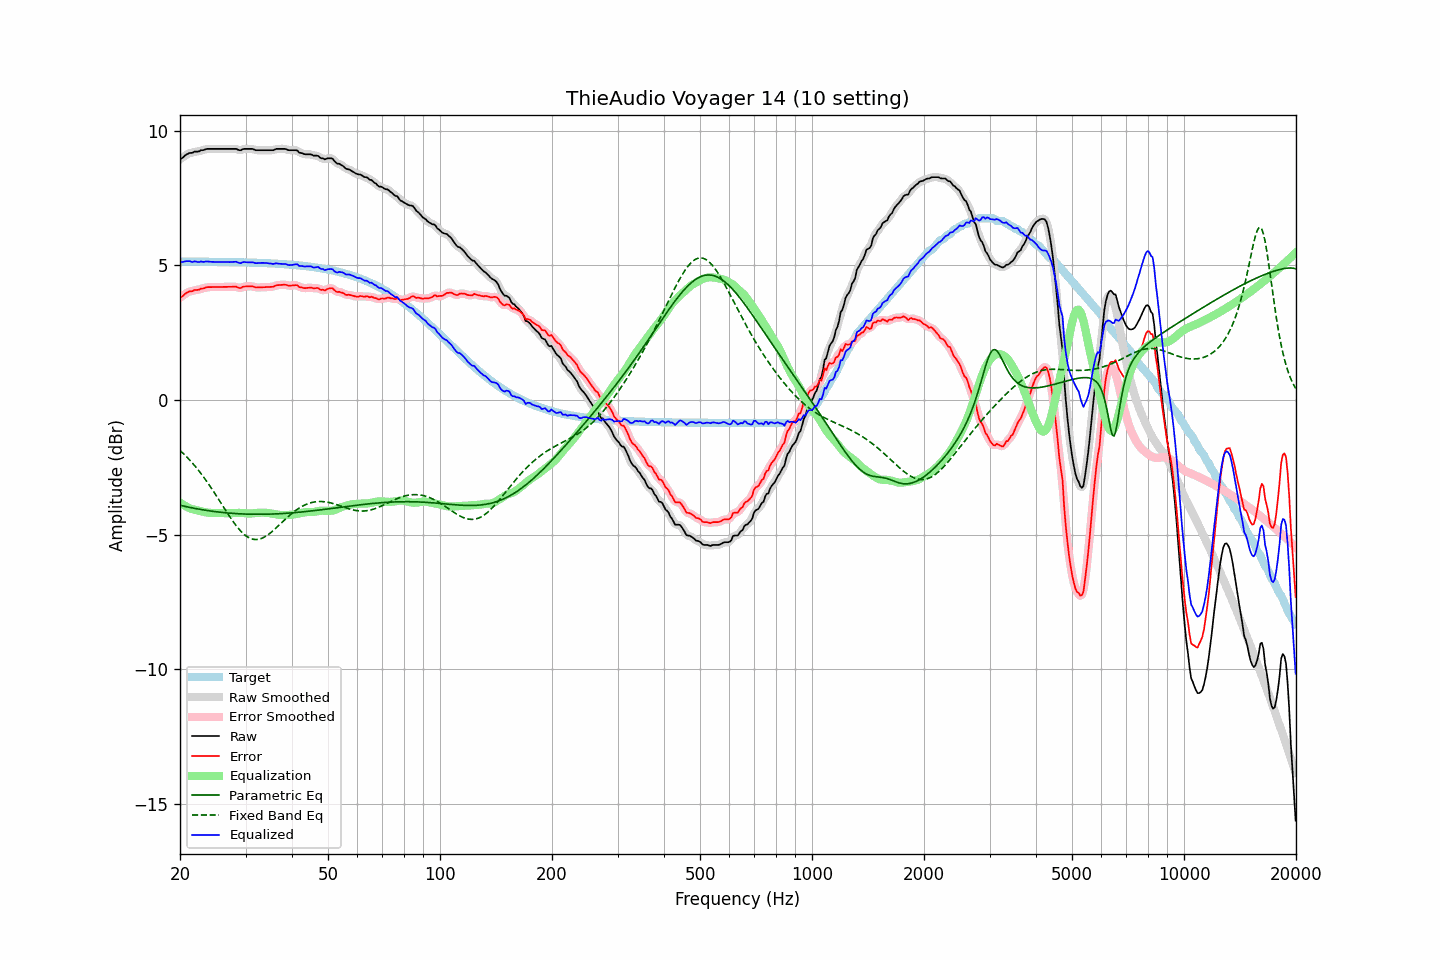 ThieAudio Voyager 14 (10 setting)
Amplitude (dBr)
10
5
0
−5
−10
−15
Target
Raw Smoothed
Error Smoothed
Raw
Error
Equalization
Parametric Eq
Fixed Band Eq
Equalized
20 50 100 200 500 1000 2000 5000 10000 20000
Frequency (Hz)